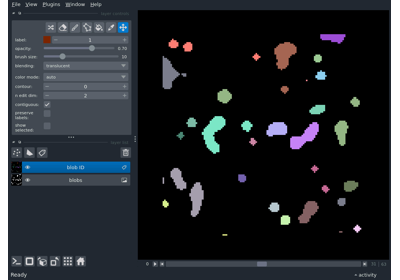 File View Plugins Window Help
label: 1
opacity: 0.70
brush size: 10
blending: translucent
color mode: auto
contour: 0
n edit dim: 2
contiguous:
preserve labels:
show selected:
blob ID
blobs
Ready
activity